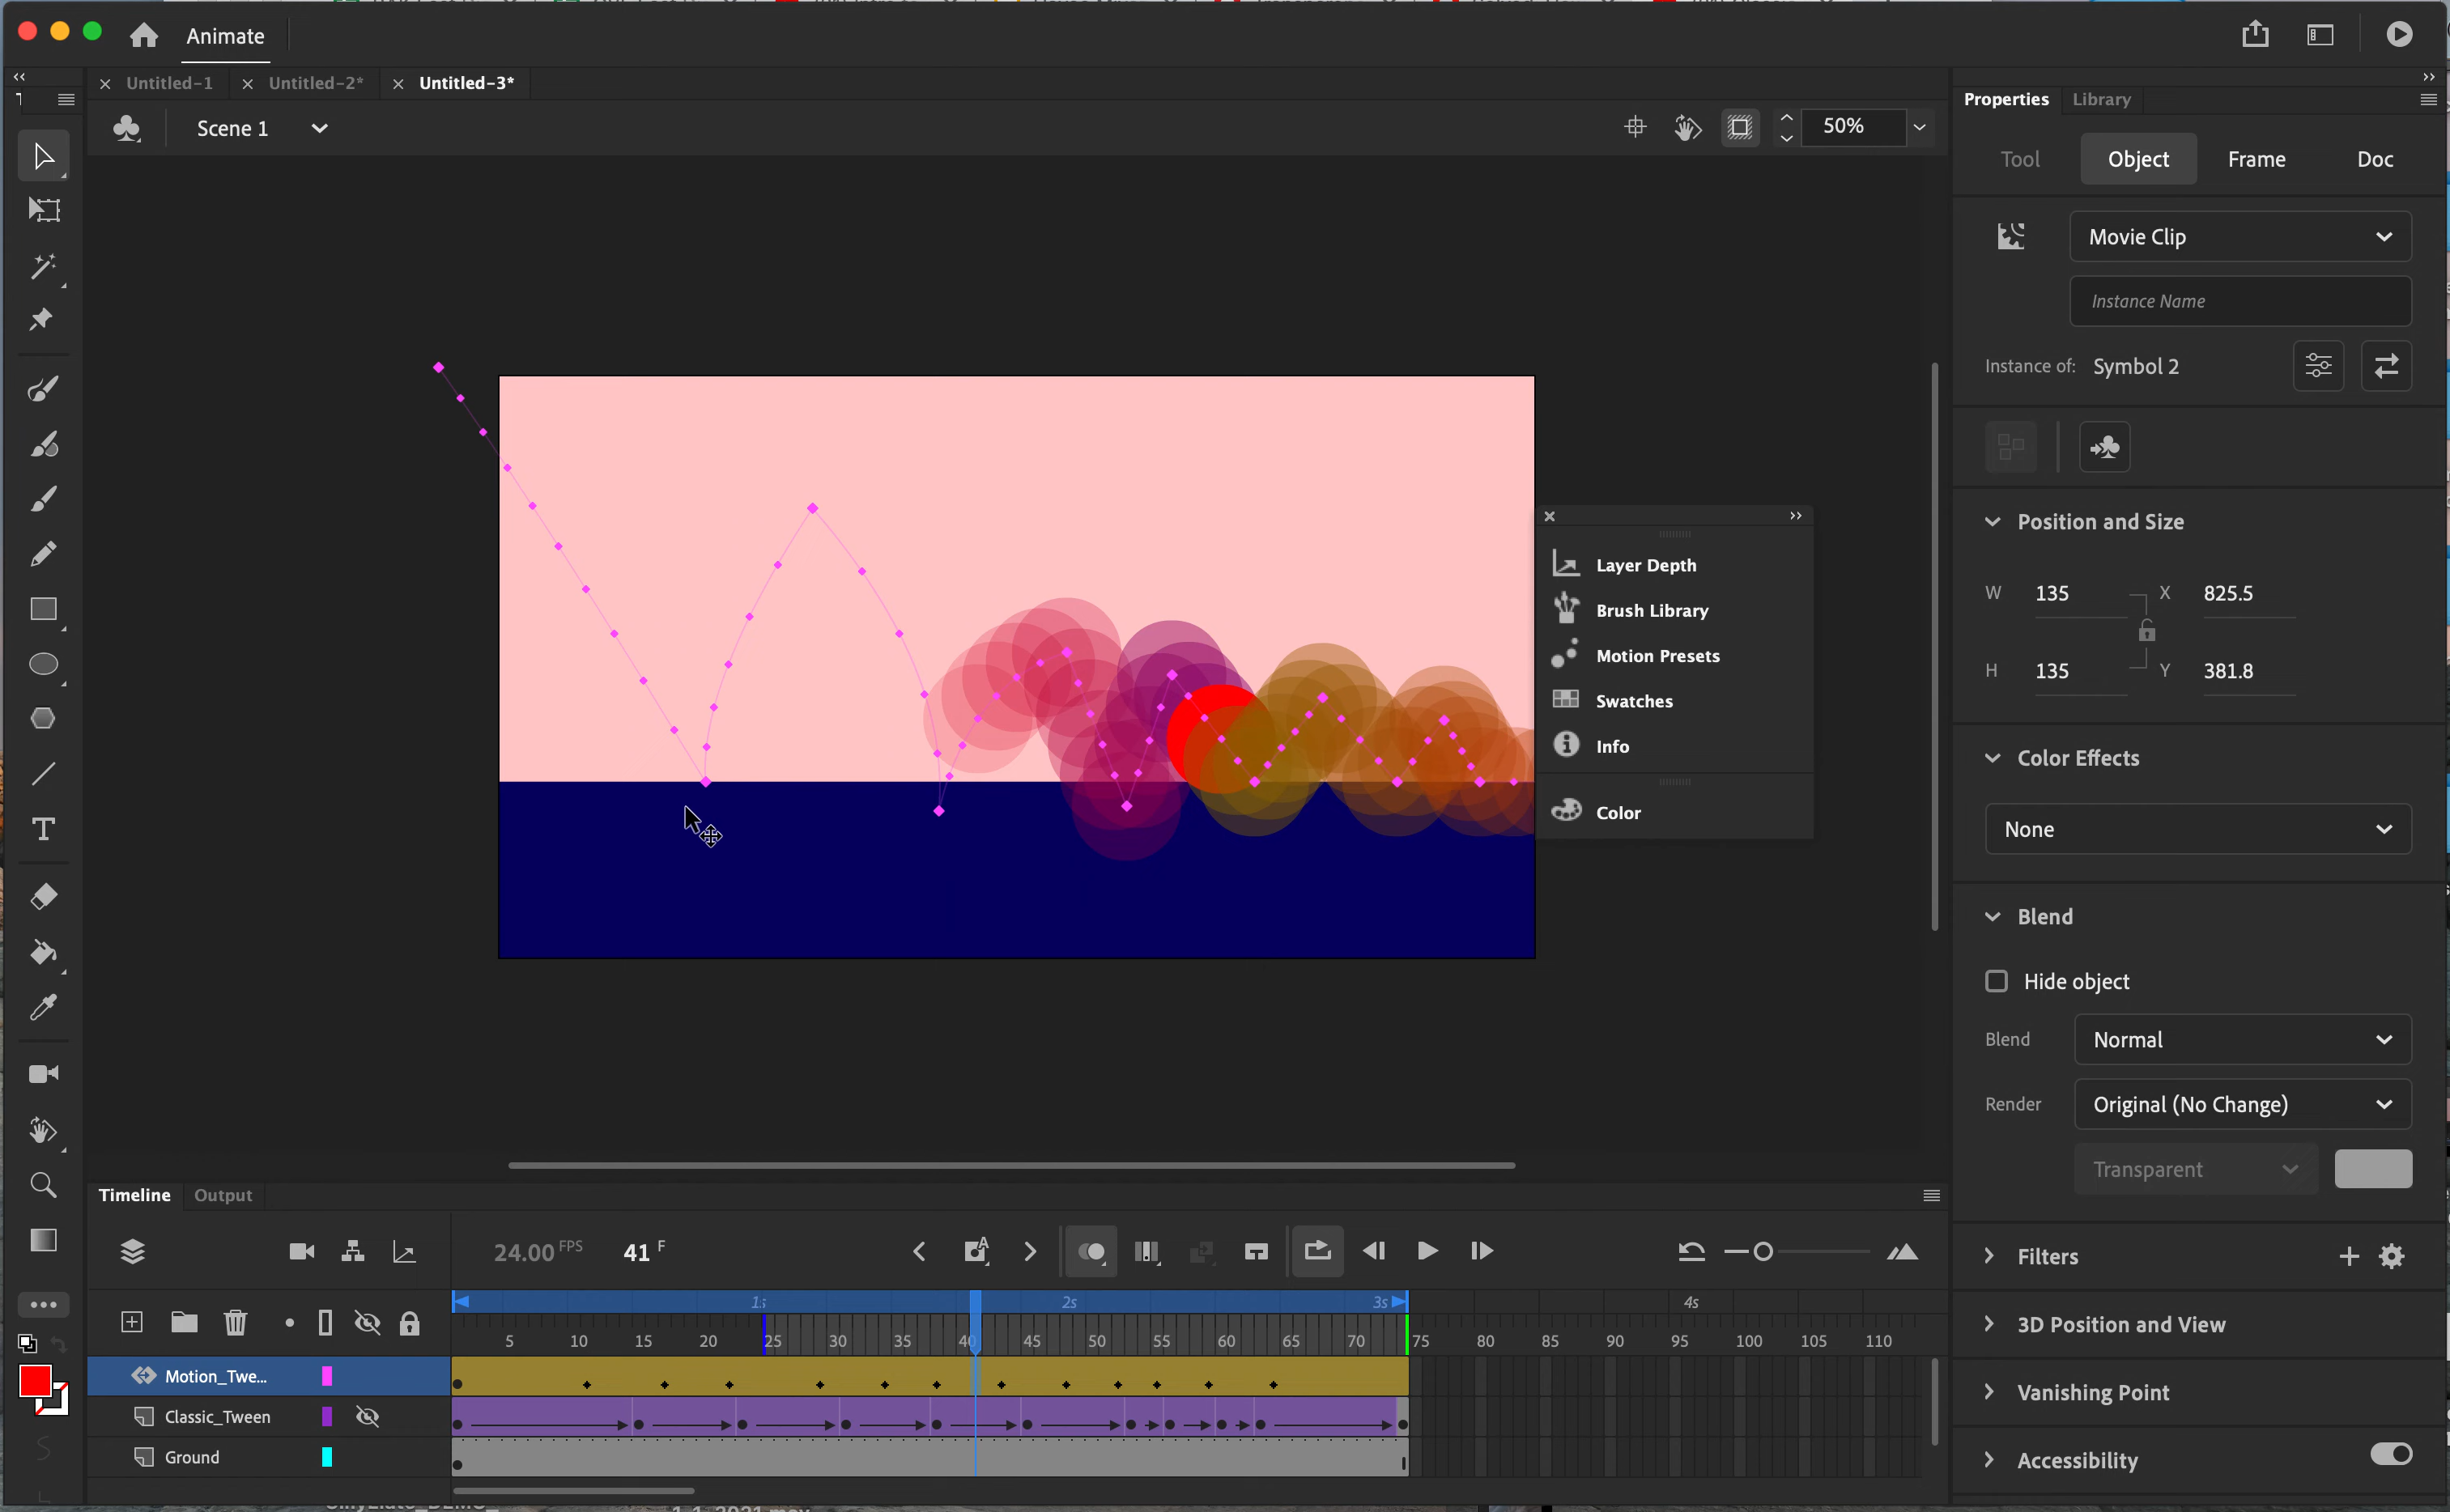 Animate
Untitled-1
Untitled-2*
Untitled-3*
Properties
Library
Scene 1
50%
Tool
Object
Frame
Doc
Movie Clip
Instance Name
Instance of:
Symbol 2
Position and Size
W
135
X
825.5
H
135
Y
381.8
Layer Depth
Brush Library
Motion Presets
Swatches
Info
Color
Color Effects
None
Blend
Hide object
Blend
Normal
Render
Original (No Change)
Transparent
Filters
3D Position and View
Vanishing Point
Accessibility
T
Timeline
Output
24.00 FPS
41 F
1s
2s
3s
4s
5 10 15 20 25 30 35 40 45 50 55 60 65 70 75 80 85 90 95 100 105 110
Motion_Twe...
Classic_Tween
Ground